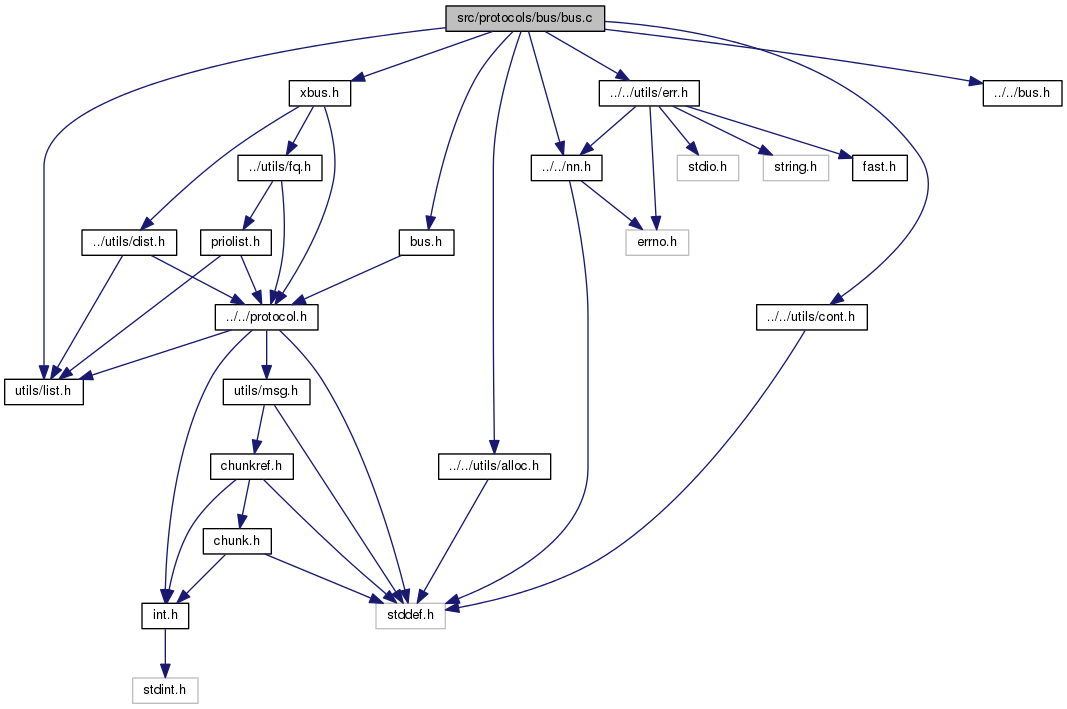 src/protocols/bus/bus.c
xbus.h
../../utils/err.h
../../bus.h
../utils/fq.h
../../nn.h
stdio.h
string.h
fast.h
../utils/dist.h
priolist.h
bus.h
errno.h
../../protocol.h
../../utils/cont.h
utils/list.h
utils/msg.h
chunkref.h
../../utils/alloc.h
chunk.h
int.h
stddef.h
stdint.h